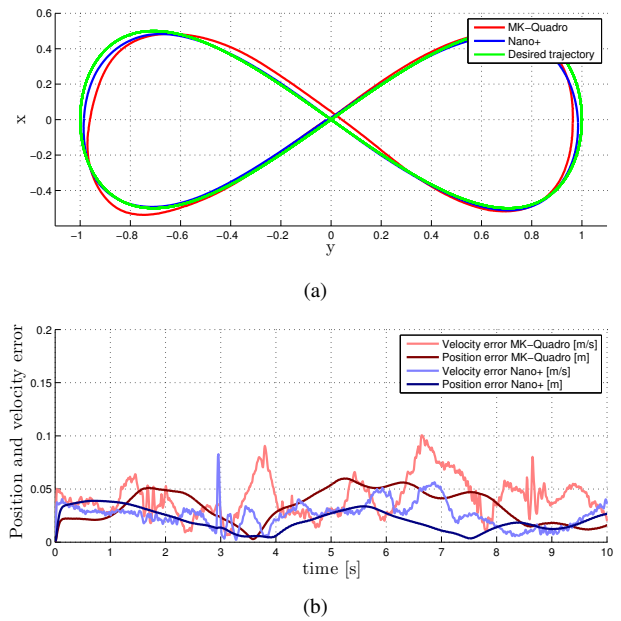 0.6
0.4
0.2
0
−0.2
−0.4
x
MK−Quadro
Nano+
Desired trajectory
−1 −0.8 −0.6 −0.4 −0.2 0 0.2 0.4 0.6 0.8 1
y
(a)
0.2
0.15
0.1
0.05
0
Position and velocity error
Velocity error MK−Quadro [m/s]
Position error MK−Quadro [m]
Velocity error Nano+ [m/s]
Position error Nano+ [m]
0 1 2 3 4 5 6 7 8 9 10
time [s]
(b)